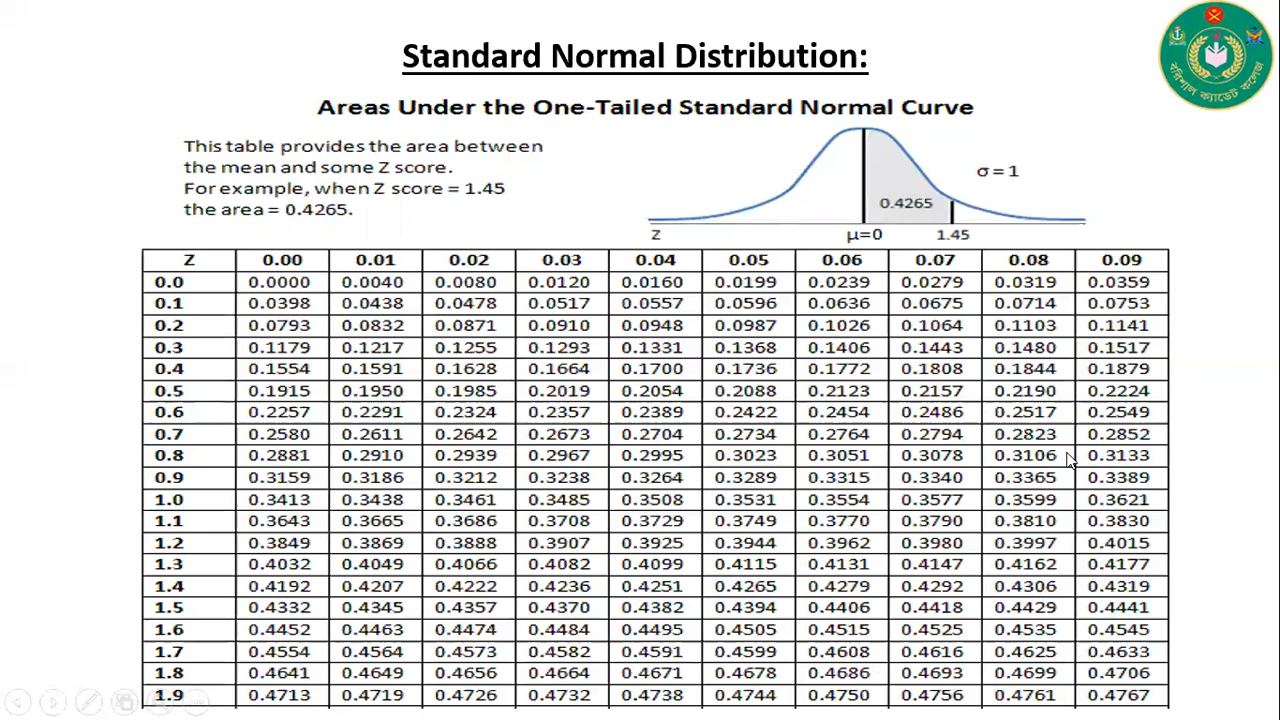 Standard Normal Distribution:
বরিশাল ক্যাডেট কলেজ
Areas Under the One-Tailed Standard Normal Curve
This table provides the area between
the mean and some Z score.
For example, when Z score = 1.45
the area = 0.4265.
σ = 1
0.4265
Z μ=0 1.45
Z 0.00 0.01 0.02 0.03 0.04 0.05 0.06 0.07 0.08 0.09
0.0 0.0000 0.0040 0.0080 0.0120 0.0160 0.0199 0.0239 0.0279 0.0319 0.0359
0.1 0.0398 0.0438 0.0478 0.0517 0.0557 0.0596 0.0636 0.0675 0.0714 0.0753
0.2 0.0793 0.0832 0.0871 0.0910 0.0948 0.0987 0.1026 0.1064 0.1103 0.1141
0.3 0.1179 0.1217 0.1255 0.1293 0.1331 0.1368 0.1406 0.1443 0.1480 0.1517
0.4 0.1554 0.1591 0.1628 0.1664 0.1700 0.1736 0.1772 0.1808 0.1844 0.1879
0.5 0.1915 0.1950 0.1985 0.2019 0.2054 0.2088 0.2123 0.2157 0.2190 0.2224
0.6 0.2257 0.2291 0.2324 0.2357 0.2389 0.2422 0.2454 0.2486 0.2517 0.2549
0.7 0.2580 0.2611 0.2642 0.2673 0.2704 0.2734 0.2764 0.2794 0.2823 0.2852
0.8 0.2881 0.2910 0.2939 0.2967 0.2995 0.3023 0.3051 0.3078 0.3106 0.3133
0.9 0.3159 0.3186 0.3212 0.3238 0.3264 0.3289 0.3315 0.3340 0.3365 0.3389
1.0 0.3413 0.3438 0.3461 0.3485 0.3508 0.3531 0.3554 0.3577 0.3599 0.3621
1.1 0.3643 0.3665 0.3686 0.3708 0.3729 0.3749 0.3770 0.3790 0.3810 0.3830
1.2 0.3849 0.3869 0.3888 0.3907 0.3925 0.3944 0.3962 0.3980 0.3997 0.4015
1.3 0.4032 0.4049 0.4066 0.4082 0.4099 0.4115 0.4131 0.4147 0.4162 0.4177
1.4 0.4192 0.4207 0.4222 0.4236 0.4251 0.4265 0.4279 0.4292 0.4306 0.4319
1.5 0.4332 0.4345 0.4357 0.4370 0.4382 0.4394 0.4406 0.4418 0.4429 0.4441
1.6 0.4452 0.4463 0.4474 0.4484 0.4495 0.4505 0.4515 0.4525 0.4535 0.4545
1.7 0.4554 0.4564 0.4573 0.4582 0.4591 0.4599 0.4608 0.4616 0.4625 0.4633
1.8 0.4641 0.4649 0.4656 0.4664 0.4671 0.4678 0.4686 0.4693 0.4699 0.4706
1.9 0.4713 0.4719 0.4726 0.4732 0.4738 0.4744 0.4750 0.4756 0.4761 0.4767